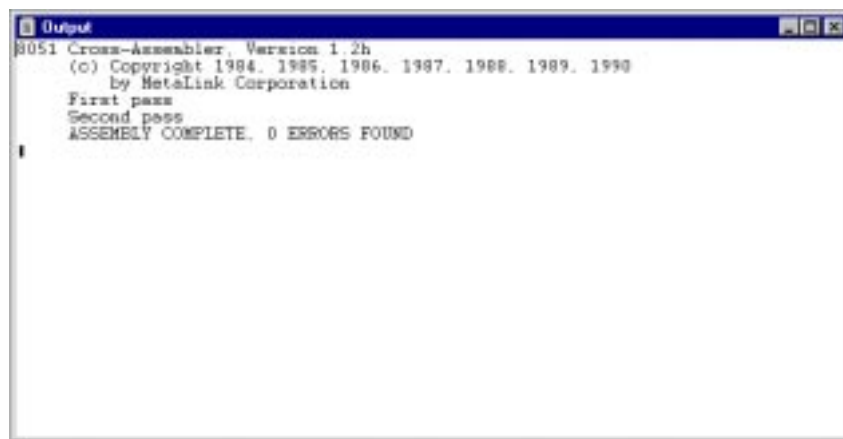 Output
8051 Cross-Assembler, Version 1.2h
(c) Copyright 1984, 1985, 1986, 1987, 1988, 1989, 1990
by MetaLink Corporation
First pass
Second pass
ASSEMBLY COMPLETE, 0 ERRORS FOUND